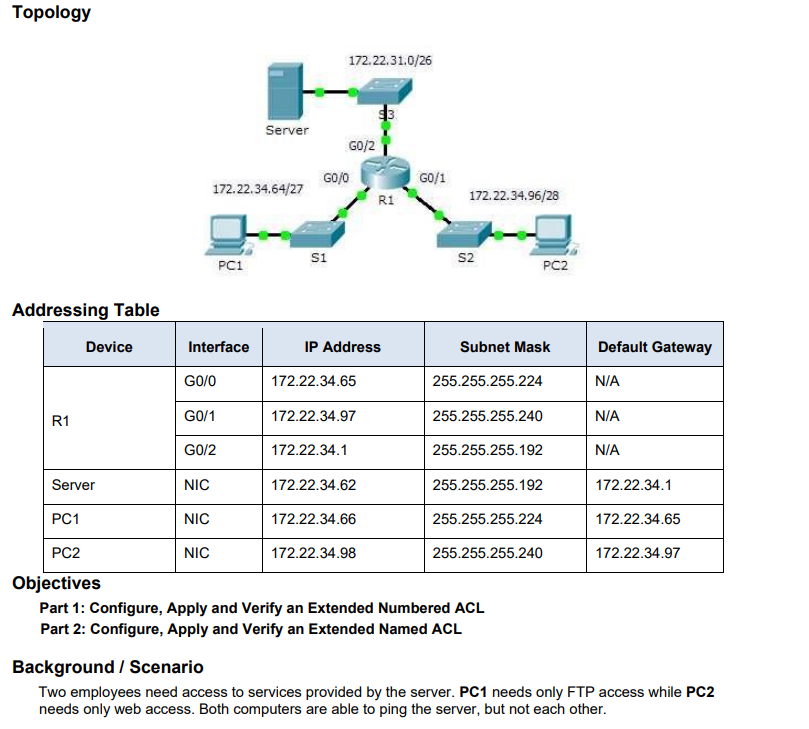 Topology
172.22.31.0/26
Server
S3
G0/2
G0/0
G0/1
172.22.34.64/27
R1
172.22.34.96/28
PC1
S1
S2
PC2
Addressing Table
Device Interface IP Address Subnet Mask Default Gateway
R1 G0/0 172.22.34.65 255.255.255.224 N/A
G0/1 172.22.34.97 255.255.255.240 N/A
G0/2 172.22.34.1 255.255.255.192 N/A
Server NIC 172.22.34.62 255.255.255.192 172.22.34.1
PC1 NIC 172.22.34.66 255.255.255.224 172.22.34.65
PC2 NIC 172.22.34.98 255.255.255.240 172.22.34.97
Objectives
Part 1: Configure, Apply and Verify an Extended Numbered ACL
Part 2: Configure, Apply and Verify an Extended Named ACL
Background / Scenario
Two employees need access to services provided by the server. PC1 needs only FTP access while PC2
needs only web access. Both computers are able to ping the server, but not each other.